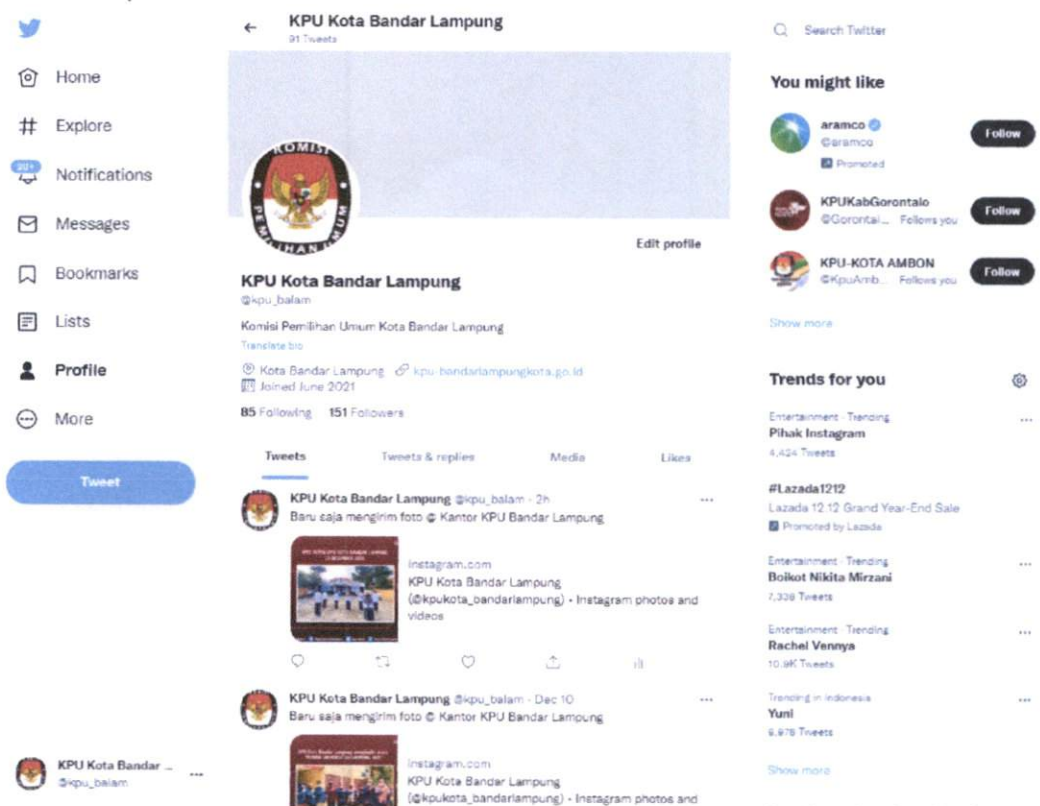 Home
Explore
20+
Notifications
Messages
Bookmarks
Lists
Profile
More
Tweet
KPU Kota Bandar ...
@kpu_balam
KPU Kota Bandar Lampung
91 Tweets
KOMISI
PEMILIHAN UMUM
Edit profile
KPU Kota Bandar Lampung
@kpu_balam
Komisi Pemilihan Umum Kota Bandar Lampung
Translate bio
Kota Bandar Lampung kpu-bandarlampungkota.go.id
Joined June 2021
85 Following 151 Followers
Tweets Tweets & replies Media Likes
KPU Kota Bandar Lampung @kpu_balam · 2h
Baru saja mengirim foto @ Kantor KPU Bandar Lampung
instagram.com
KPU Kota Bandar Lampung
(@kpukota_bandarlampung) • Instagram photos and
videos
KPU Kota Bandar Lampung @kpu_balam · Dec 10
Baru saja mengirim foto @ Kantor KPU Bandar Lampung
instagram.com
KPU Kota Bandar Lampung
(@kpukota_bandarlampung) • Instagram photos and
Search Twitter
You might like
aramco
@aramco
Promoted
Follow
KPUKabGorontalo
@Gorontal... Follows you
Follow
KPU-KOTA AMBON
@KpuAmb... Follows you
Follow
Show more
Trends for you
Entertainment · Trending
Pihak Instagram
4,424 Tweets
#Lazada1212
Lazada 12.12 Grand Year-End Sale
Promoted by Lazada
Entertainment · Trending
Boikot Nikita Mirzani
7,338 Tweets
Entertainment · Trending
Rachel Vennya
10.9K Tweets
Trending in Indonesia
Yuni
Tweets
Show more